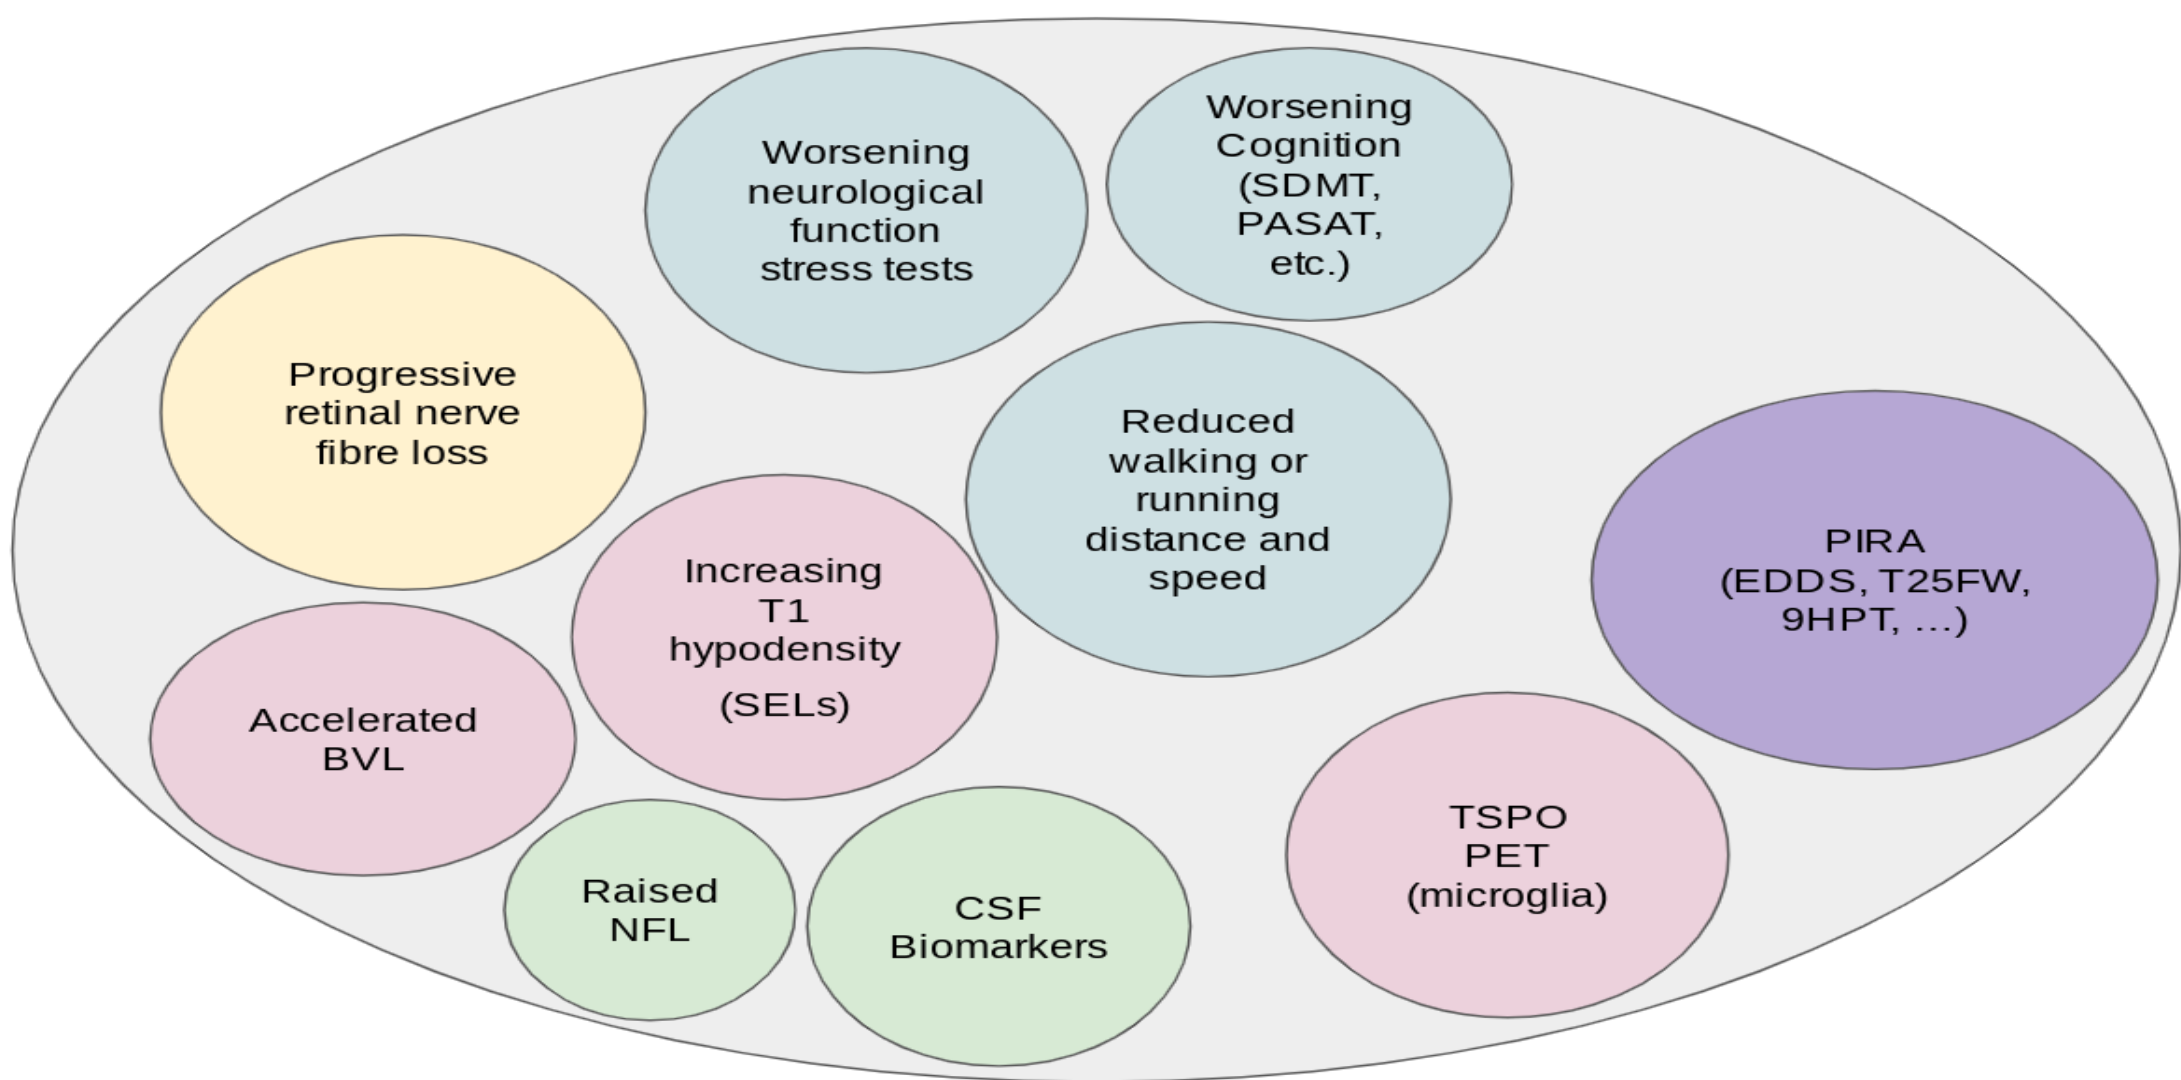 Worsening
neurological
function
stress tests
Worsening
Cognition
(SDMT,
PASAT,
etc.)
Progressive
retinal nerve
fibre loss
Reduced
walking or
running
distance and
speed
Increasing
T1
hypodensity
(SELs)
PIRA
(EDDS, T25FW,
9HPT, ...)
Accelerated
BVL
TSPO
PET
(microglia)
Raised
NFL
CSF
Biomarkers